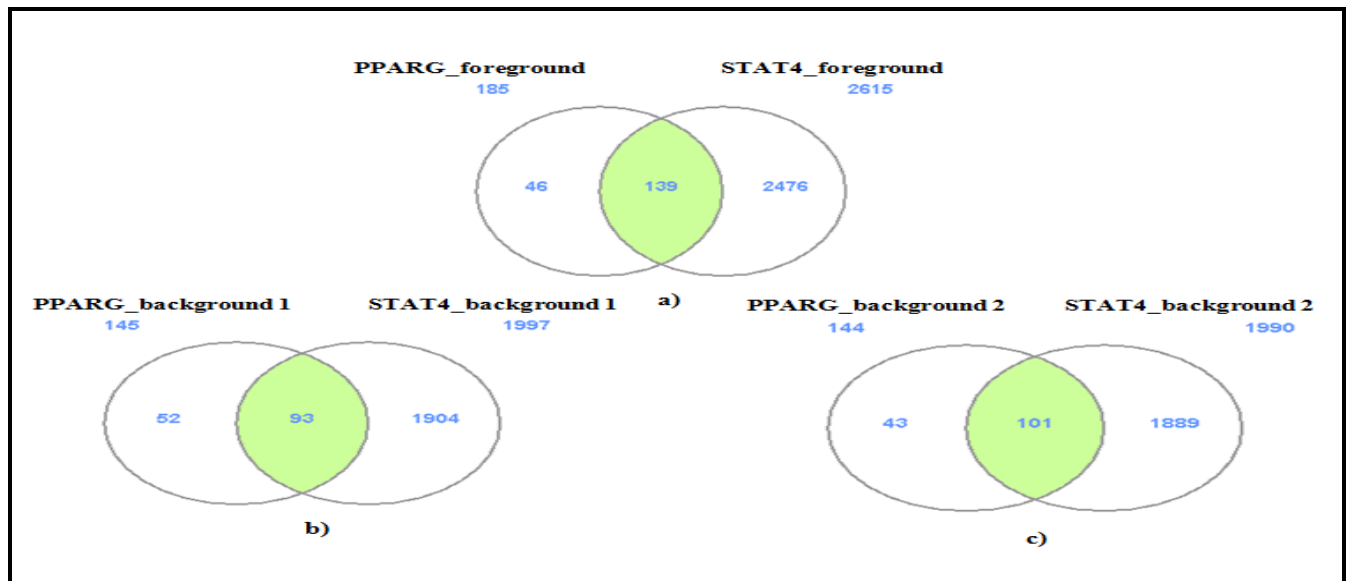 PPARG_foreground STAT4_foreground
185 2615
46 139 2476
a)
PPARG_background 1 STAT4_background 1
145 1997
52 93 1904
b)
PPARG_background 2 STAT4_background 2
144 1990
43 101 1889
c)